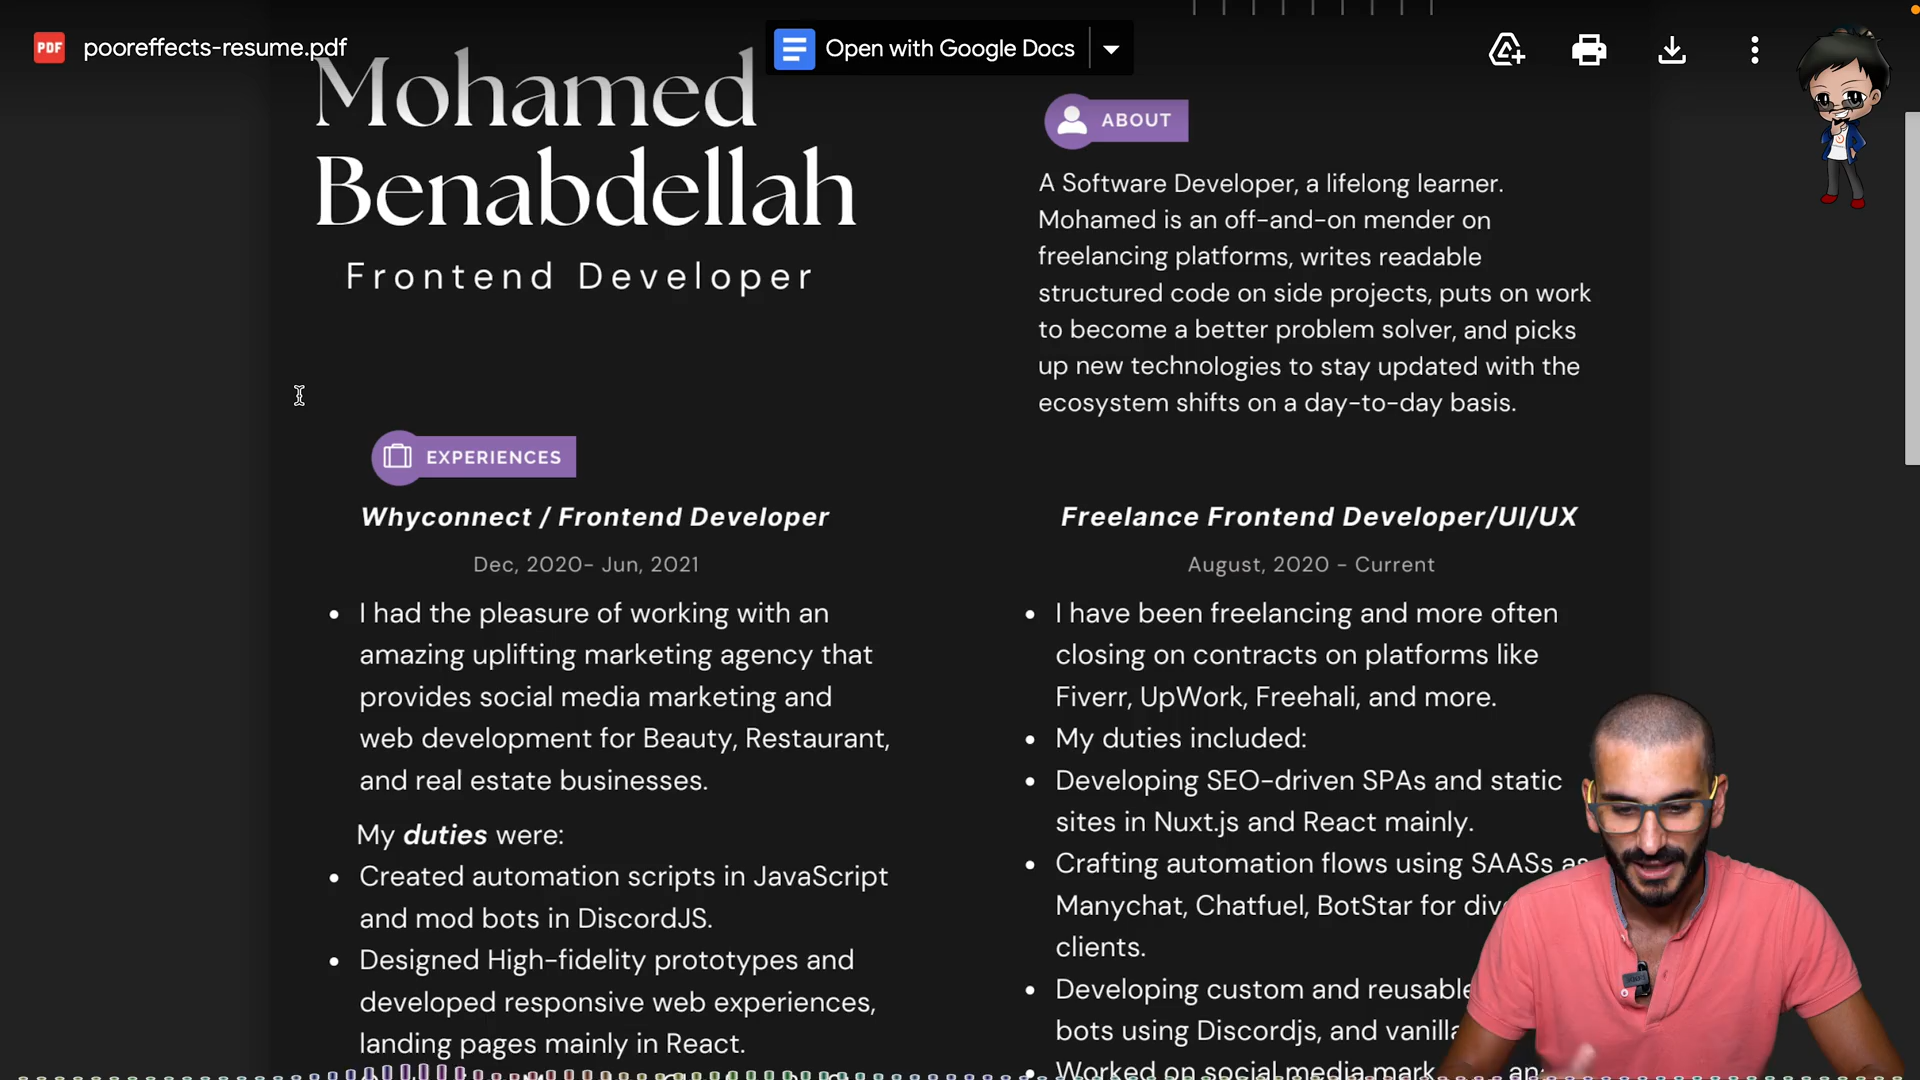 PDF
pooreffects-resume.pdf
Open with Google Docs
Mohamed
Benabdellah
Frontend Developer
ABOUT
A Software Developer, a lifelong learner.
Mohamed is an off-and-on mender on
freelancing platforms, writes readable
structured code on side projects, puts on work
to become a better problem solver, and picks
up new technologies to stay updated with the
ecosystem shifts on a day-to-day basis.
EXPERIENCES
Whyconnect / Frontend Developer
Dec, 2020- Jun, 2021
• I had the pleasure of working with an
amazing uplifting marketing agency that
provides social media marketing and
web development for Beauty, Restaurant,
and real estate businesses.
My duties were:
• Created automation scripts in JavaScript
and mod bots in DiscordJS.
• Designed High-fidelity prototypes and
developed responsive web experiences,
landing pages mainly in React.
Freelance Frontend Developer/UI/UX
August, 2020 - Current
• I have been freelancing and more often
closing on contracts on platforms like
Fiverr, UpWork, Freehali, and more.
• My duties included:
• Developing SEO-driven SPAs and static
sites in Nuxt.js and React mainly.
• Crafting automation flows using SAASs as
Manychat, Chatfuel, BotStar for
clients.
• Developing custom and
bots using Discordjs, and
• Worked on social media